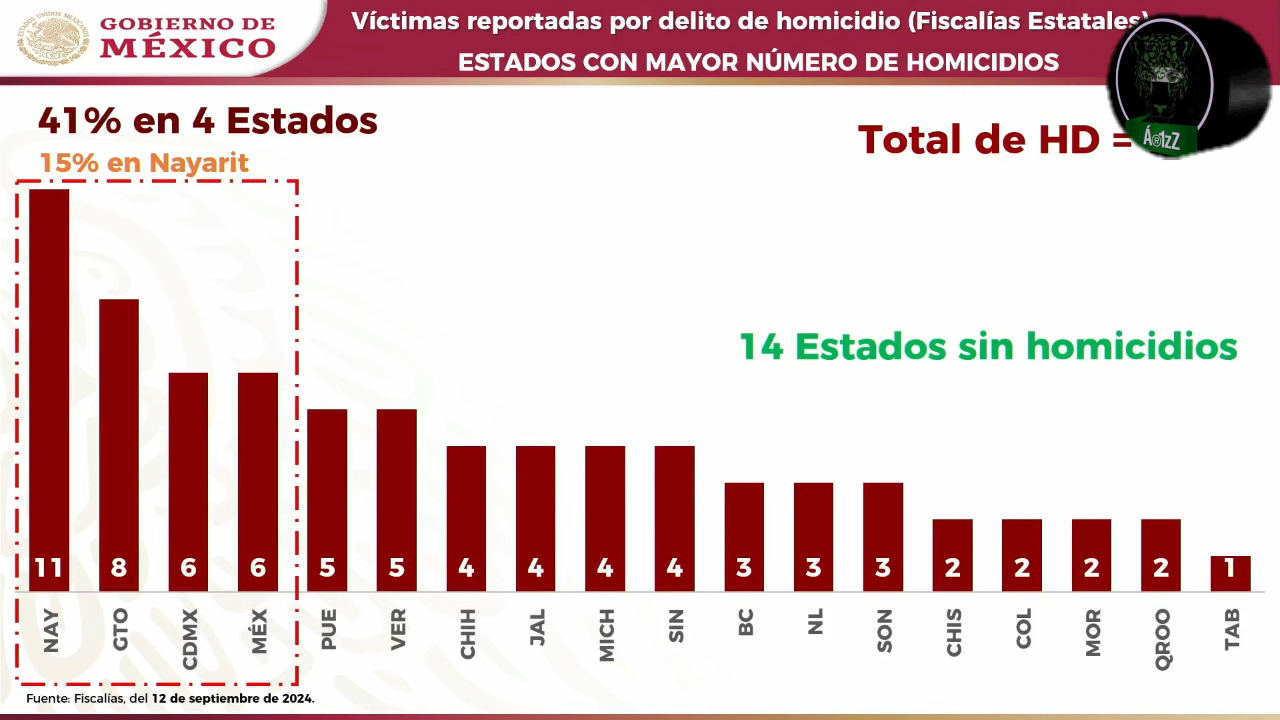 GOBIERNO DE
MÉXICO
Víctimas reportadas por delito de homicidio (Fiscalías Estatales)
ESTADOS CON MAYOR NÚMERO DE HOMICIDIOS
41% en 4 Estados
15% en Nayarit
Total de HD =
Á®1zZ
14 Estados sin homicidios
11 8 6 6 5 5 4 4 4 4 3 3 3 2 2 2 2 1
NAY GTO CDMX MÉX PUE VER CHIH JAL MICH SIN BC NL SON CHIS COL MOR QROO TAB
Fuente: Fiscalías, del 12 de septiembre de 2024.